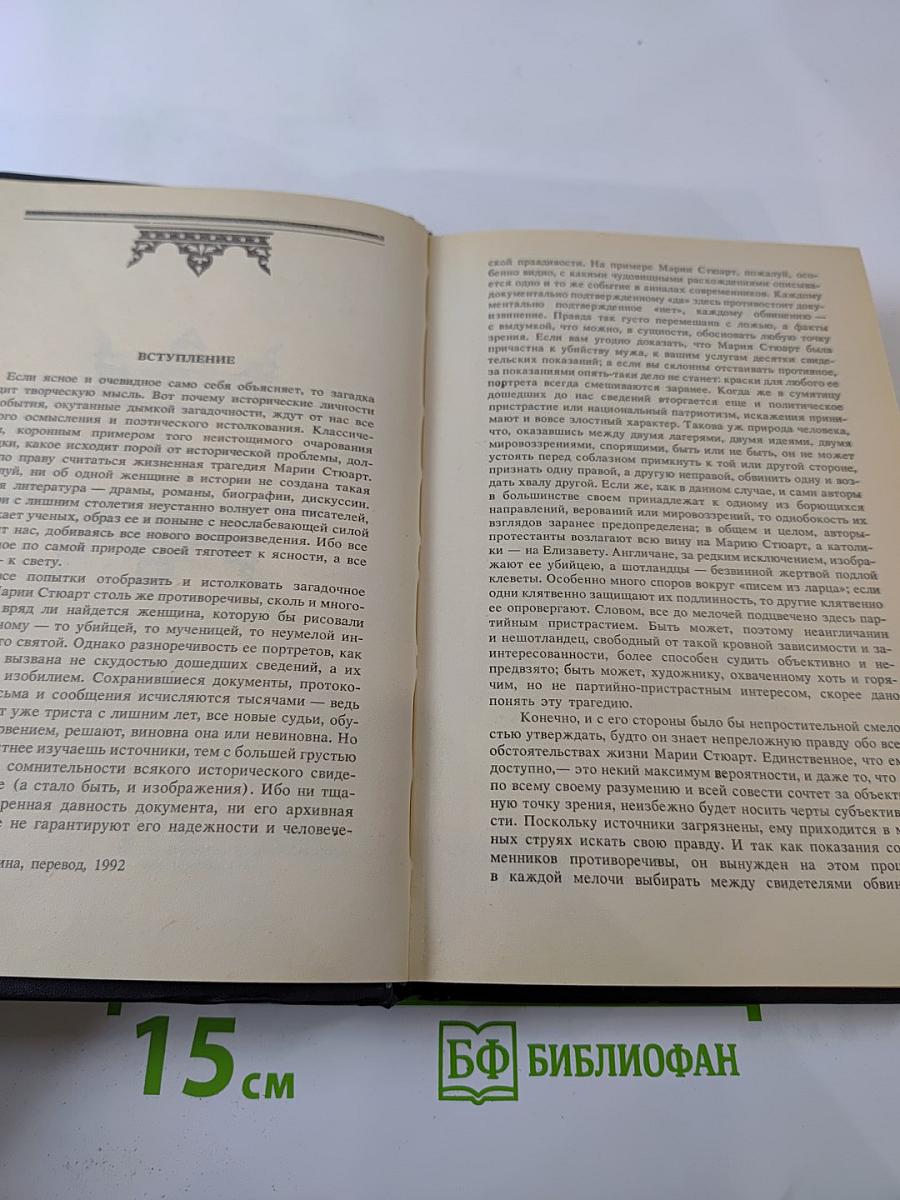 ВСТУПЛЕНИЕ
Если ясное и очевидное само себя объясняет, то загадка
дит творческую мысль. Вот почему исторические личности
обытия, окутанные дымкой загадочности, ждут от нас все
ого осмысления и поэтического истолкования. Классиче-
и, коронным примером того неистощимого очарования
дки, какое исходит порой от исторической проблемы, дол-
по праву считаться жизненная трагедия Марии Стюарт.
луй, ни об одной женщине в истории не создана такая
я литература — драмы, романы, биографии, дискуссии.
ри с лишним столетия неустанно волнует она писателей,
кает ученых, образ ее и поныне с неослабевающей силой
ит нас, добиваясь все нового воспроизведения. Ибо все
ное по самой природе своей тяготеет к ясности, а все
— к свету.
все попытки отобразить и истолковать загадочное
Марии Стюарт столь же противоречивы, сколь и много-
вряд ли найдется женщина, которую бы рисовали
ному — то убийцей, то мученицей, то неумелой ин-
го святой. Однако разноречивость ее портретов, как
вызвана не скудостью дошедших сведений, а их
изобилием. Сохранившиеся документы, протоко-
сьма и сообщения исчисляются тысячами — ведь
т уже триста с лишним лет, все новые судьи, обу-
ровением, решают, виновна она или невиновна. Но
стнее изучаешь источники, тем с большей грустью
сомнительности всякого исторического свиде-
е (а стало быть, и изображения). Ибо ни тща-
еренная давность документа, ни его архивная
е не гарантируют его надежности и человече-
ина, перевод, 1992
ской правдивости. На примере Марии Стюарт, пожалуй, осо-
бенно видно, с какими чудовищными расхождениями описыва-
ется одно и то же событие в анналах современников. Каждому
документально подтвержденному «да» здесь противостоит доку-
ментально подтвержденное «нет», каждому обвинению —
извинение. Правда так густо перемешана с ложью, а факты
с выдумкой, что можно, в сущности, обосновать любую точку
зрения. Если вам угодно доказать, что Мария Стюарт была
причастна к убийству мужа, к вашим услугам десятки свиде-
тельских показаний; а если вы склонны отстаивать противное,
за показаниями опять-таки дело не станет: краски для любого ее
портрета всегда смешиваются заранее. Когда же в сумятицу
дошедших до нас сведений вторгается еще и политическое
пристрастие или национальный патриотизм, искажения прини-
мают и вовсе злостный характер. Такова уж природа человека,
что, оказавшись между двумя лагерями, двумя идеями, двумя
мировоззрениями, спорящими, быть или не быть, он не может
устоять перед соблазном примкнуть к той или другой стороне,
признать одну правой, а другую неправой, обвинить одну и воз-
дать хвалу другой. Если же, как в данном случае, и сами авторы
в большинстве своем принадлежат к одному из борющихся
направлений, верований или мировоззрений, то однобокость их
взглядов заранее предопределена; в общем и целом, авторы-
протестанты возлагают всю вину на Марию Стюарт, а католи-
ки — на Елизавету. Англичане, за редким исключением, изобра-
жают ее убийцею, а шотландцы — безвинной жертвой подлой
клеветы. Особенно много споров вокруг «писем из ларца»; если
одни клятвенно защищают их подлинность, то другие клятвенно
ее опровергают. Словом, все до мелочей подцвечено здесь пар-
тийным пристрастием. Быть может, поэтому неангличанин
и нешотландец, свободный от такой кровной зависимости и за-
интересованности, более способен судить объективно и не-
предвзято; быть может, художнику, охваченному хоть и горя-
чим, но не партийно-пристрастным интересом, скорее дано
понять эту трагедию.
Конечно, и с его стороны было бы непростительной смело-
стью утверждать, будто он знает непреложную правду обо все
обстоятельствах жизни Марии Стюарт. Единственное, что ем
доступно,— это некий максимум вероятности, и даже то, что
по всему своему разумению и всей совести сочтет за объекти
ную точку зрения, неизбежно будет носить черты субъектив
сти. Поскольку источники загрязнены, ему приходится в м
ных струях искать свою правду. И так как показания со
менников противоречивы, он вынужден на этом проц
в каждой мелочи выбирать между свидетелями обвин
15 см
БФ БИБЛИОФАН